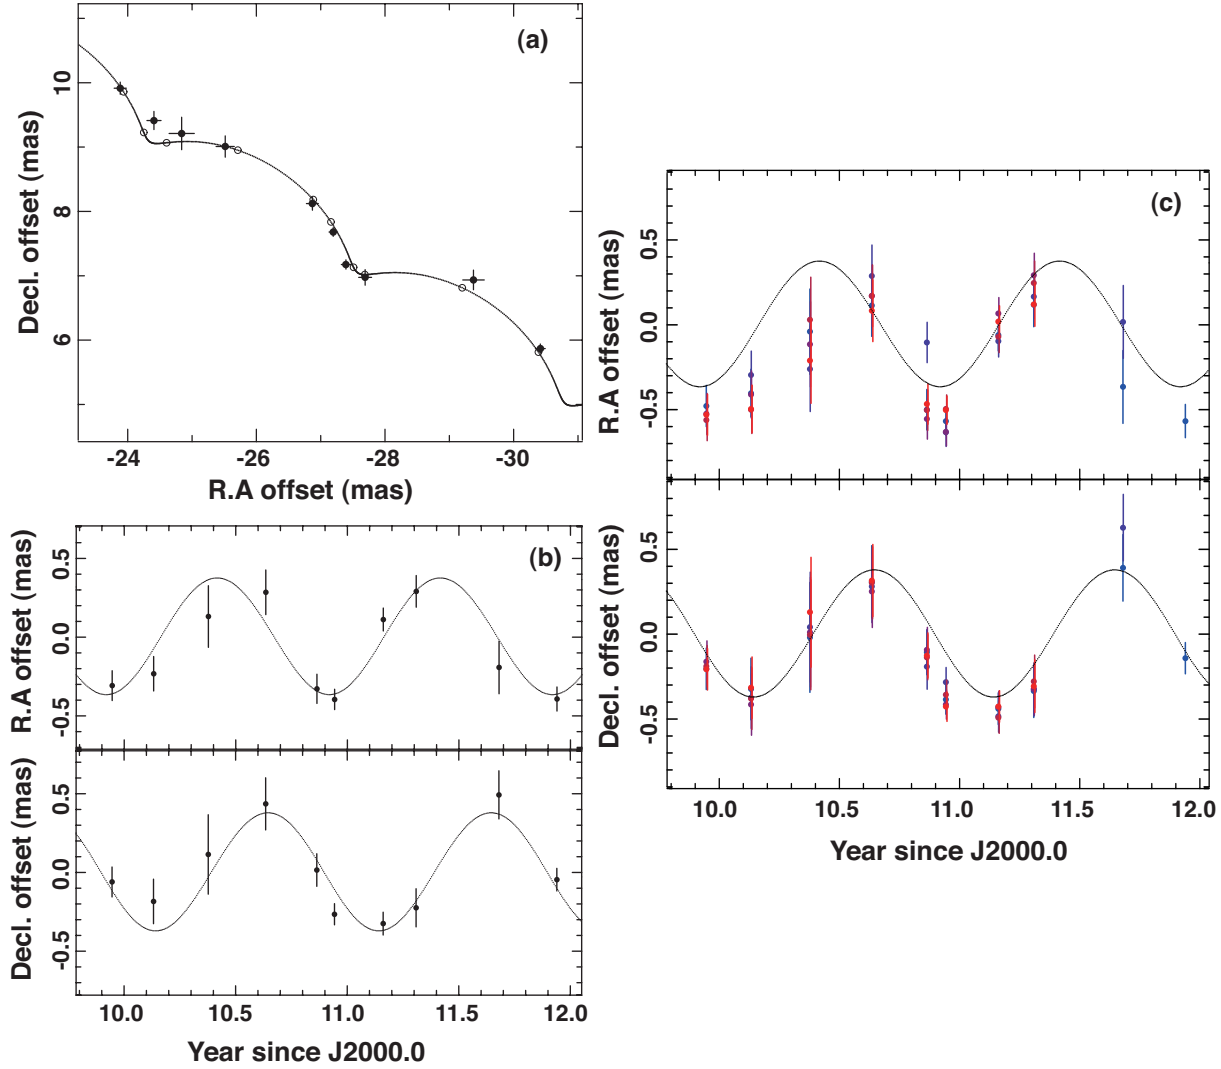 (a)
10
8
6
Decl. offset (mas)
-24 -26 -28 -30
R.A offset (mas)
(b)
0.5
0.0
-0.5
R.A offset (mas)
0.5
0.0
-0.5
Decl. offset (mas)
10.0 10.5 11.0 11.5 12.0
Year since J2000.0
(c)
0.5
0.0
-0.5
R.A offset (mas)
0.5
0.0
-0.5
Decl. offset (mas)
10.0 10.5 11.0 11.5 12.0
Year since J2000.0